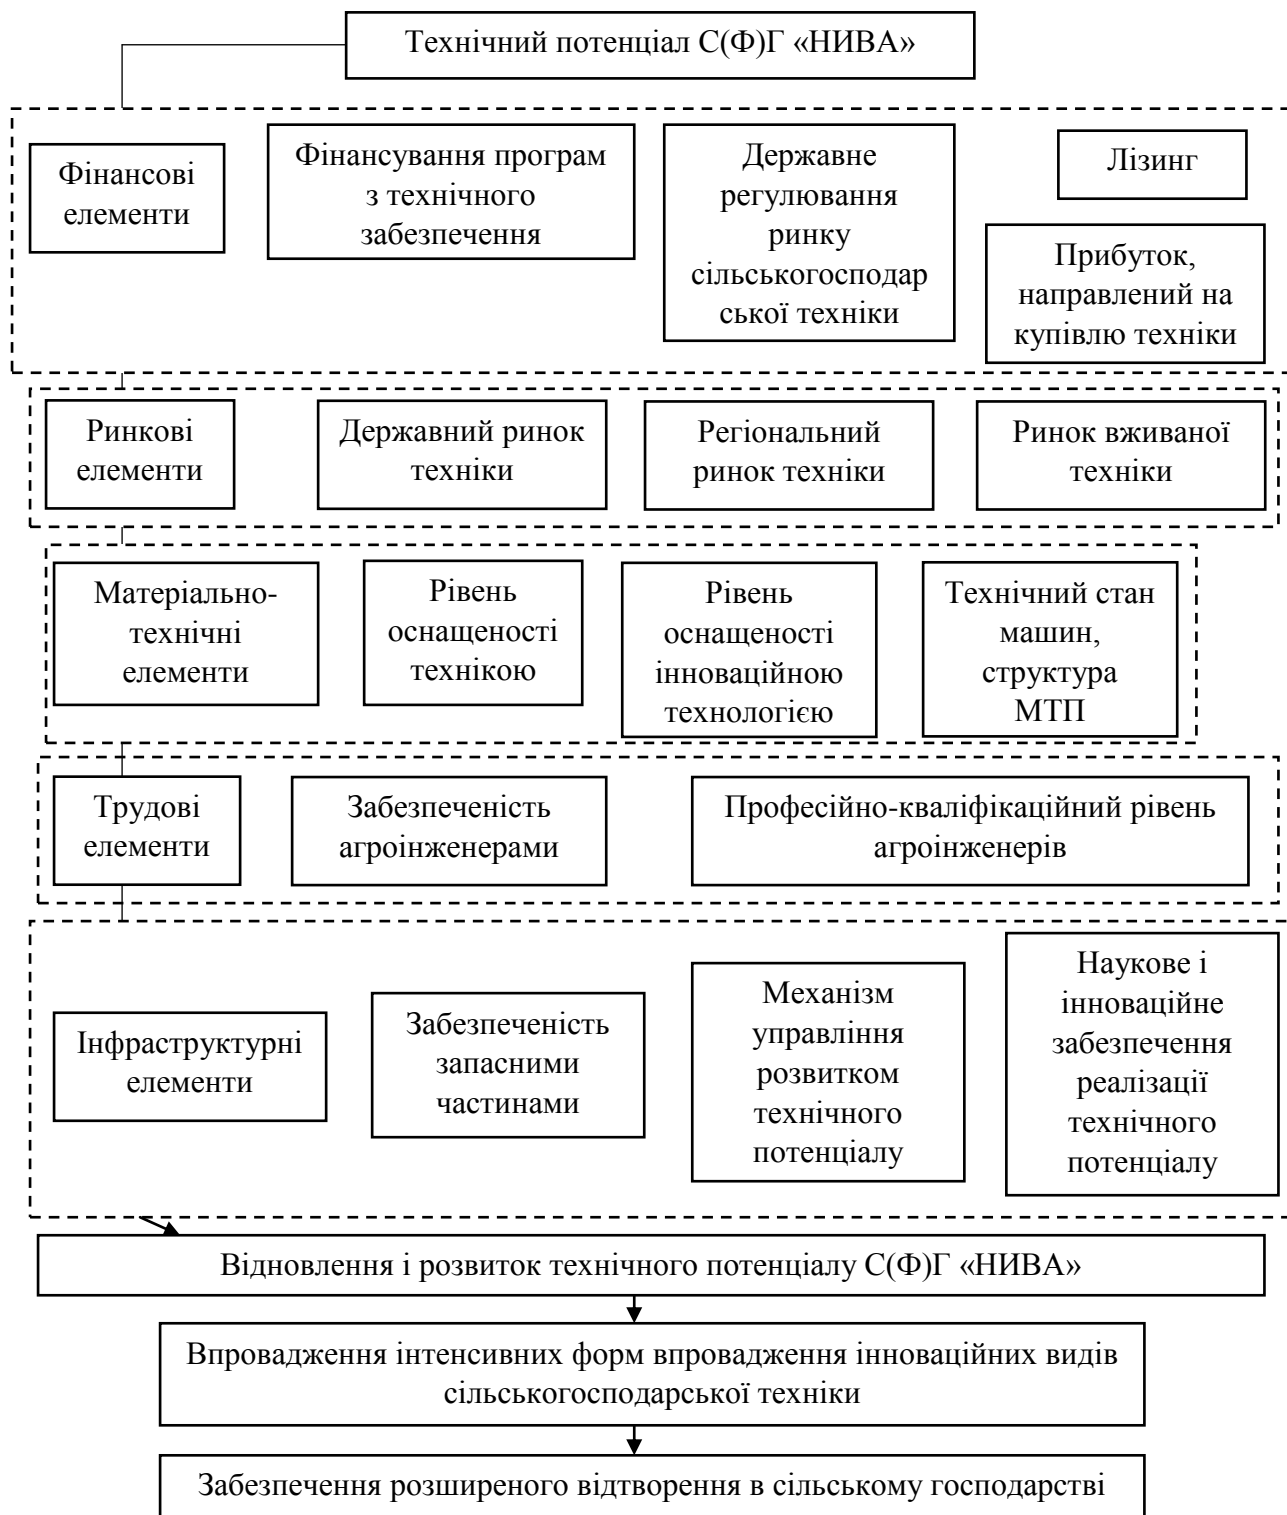 Технічний потенціал С(Ф)Г «НИВА»
Фінансові
елементи
Фінансування програм
з технічного
забезпечення
Державне
регулювання
ринку
сільськогосподар
ської техніки
Лізинг
Прибуток,
направлений на
купівлю техніки
Ринкові
елементи
Державний ринок
техніки
Регіональний
ринок техніки
Ринок вживаної
техніки
Матеріально-
технічні
елементи
Рівень
оснащеності
технікою
Рівень
оснащеності
інноваційною
технологією
Технічний стан
машин,
структура
МТП
Трудові
елементи
Забезпеченість
агроінженерами
Професійно-кваліфікаційний рівень
агроінженерів
Інфраструктурні
елементи
Забезпеченість
запасними
частинами
Механізм
управління
розвитком
технічного
потенціалу
Наукове і
інноваційне
забезпечення
реалізації
технічного
потенціалу
Відновлення і розвиток технічного потенціалу С(Ф)Г «НИВА»
Впровадження інтенсивних форм впровадження інноваційних видів
сільськогосподарської техніки
Забезпечення розширеного відтворення в сільському господарстві